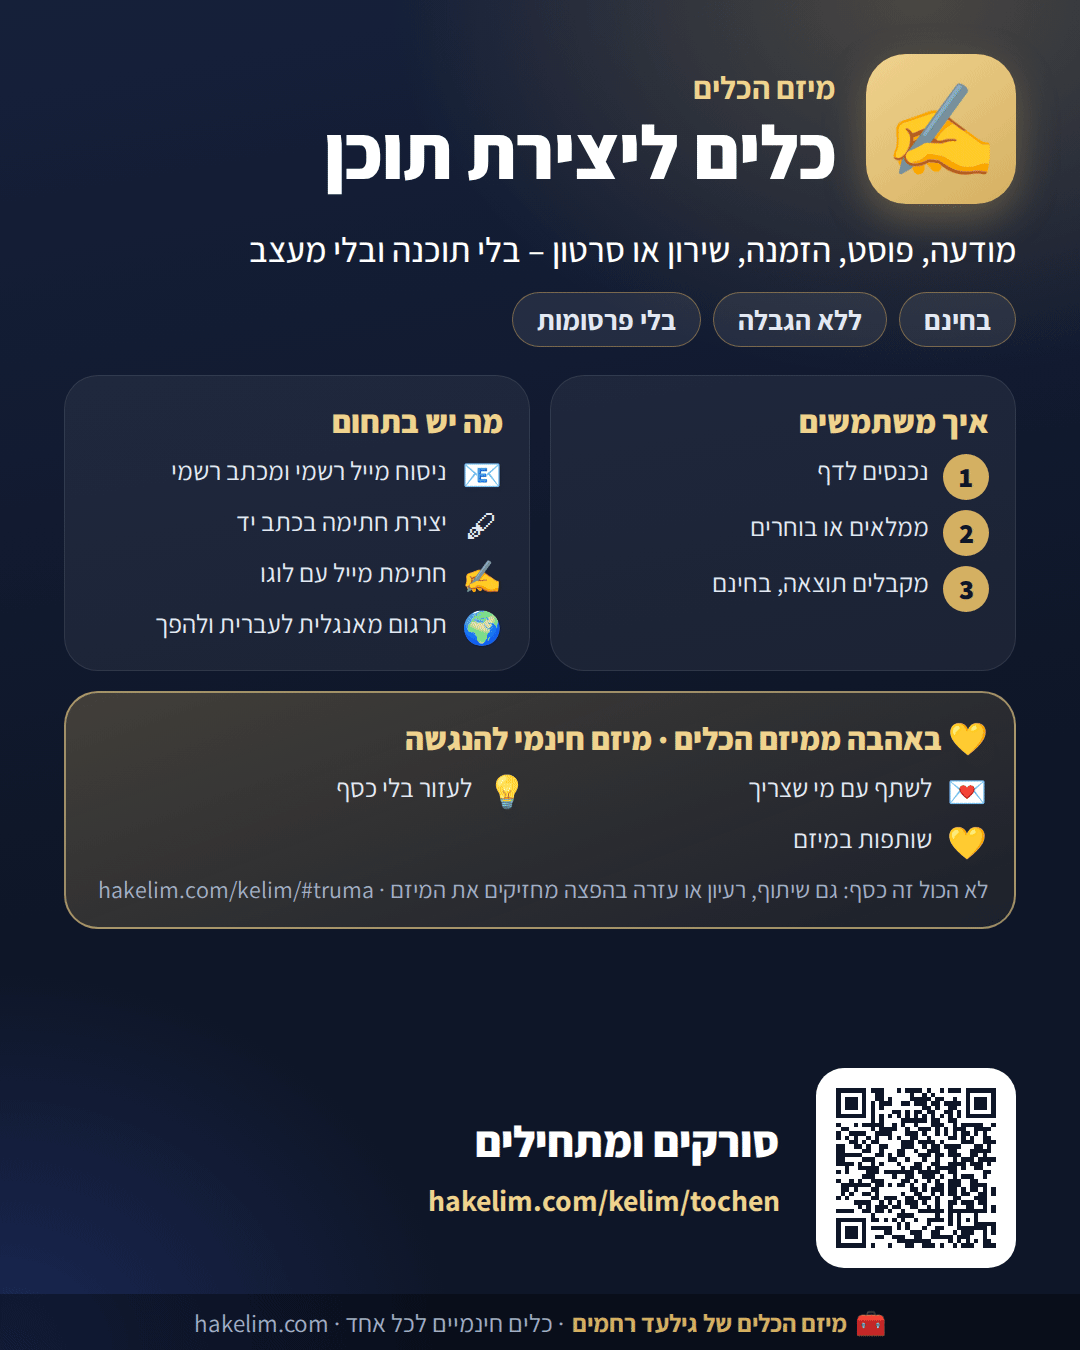 מיזם הכלים
כלים ליצירת תוכן
מודעה, פוסט, הזמנה, שירון או סרטון – בלי תוכנה ובלי מעצב
בחינם
ללא הגבלה
בלי פרסומות
איך משתמשים
1 נכנסים לדף
2 ממלאים או בוחרים
3 מקבלים תוצאה, בחינם
מה יש בתחום
ניסוח מייל רשמי ומכתב רשמי
יצירת חתימה בכתב יד
חתימת מייל עם לוגו
תרגום מאנגלית לעברית ולהפך
באהבה ממיזם הכלים · מיזם חינמי להנגשה
לשתף עם מי שצריך
לעזור בלי כסף
שותפות במיזם
לא הכול זה כסף: גם שיתוף, רעיון או עזרה בהפצה מחזיקים את המיזם · hakelim.com/kelim/#truma
סורקים ומתחילים
hakelim.com/kelim/tochen
מיזם הכלים של גילעד רחמים · כלים חינמיים לכל אחד · hakelim.com